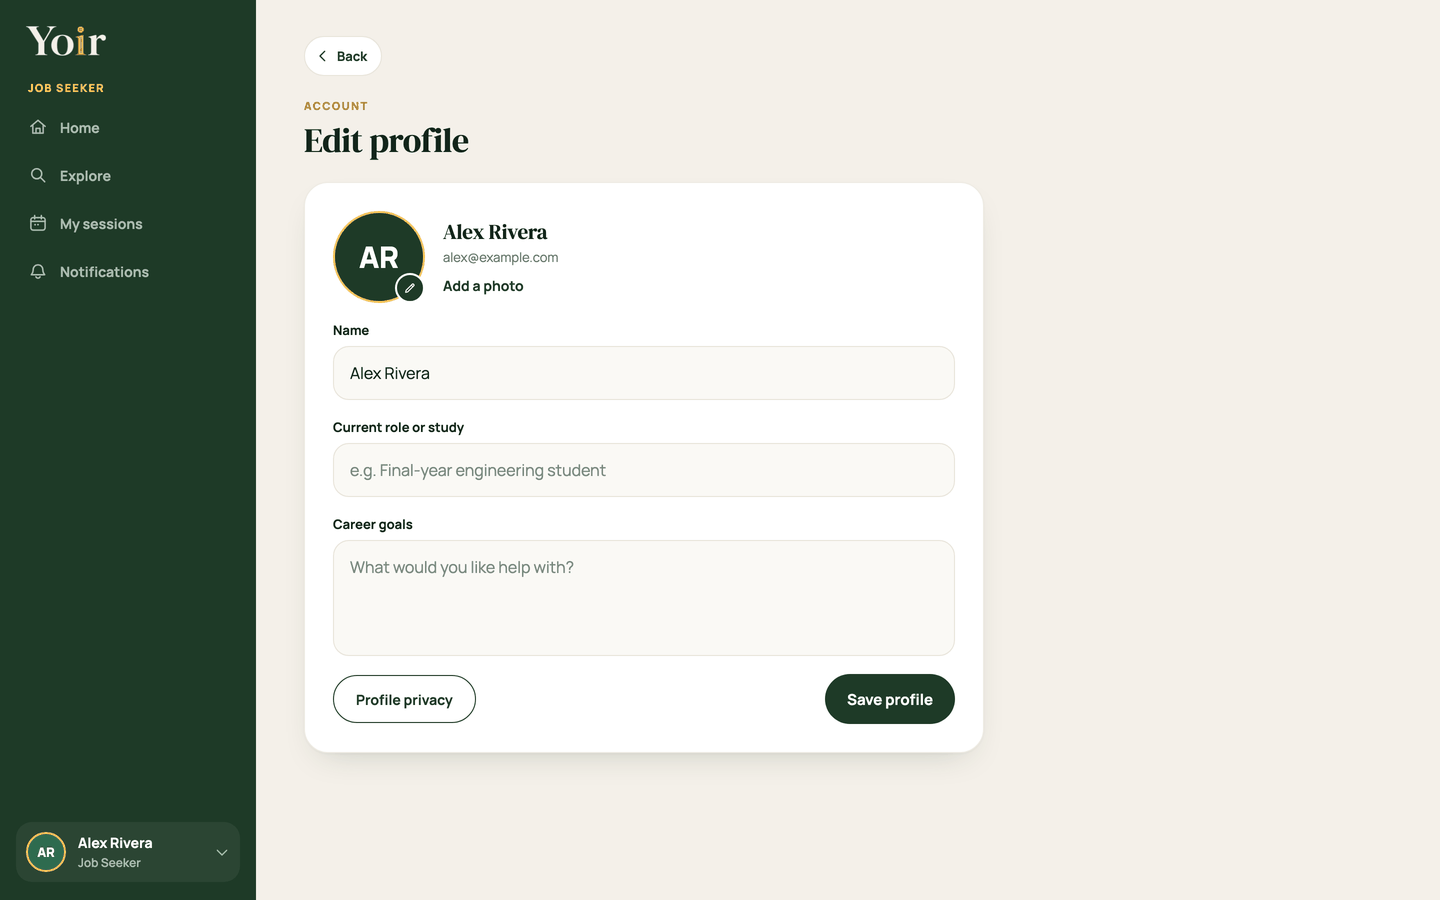 Yoir
JOB SEEKER
Home
Explore
My sessions
Notifications
AR
Alex Rivera
Job Seeker
Back
ACCOUNT
Edit profile
AR
Alex Rivera
alex@example.com
Add a photo
Name
Alex Rivera
Current role or study
e.g. Final-year engineering student
Career goals
What would you like help with?
Profile privacy
Save profile